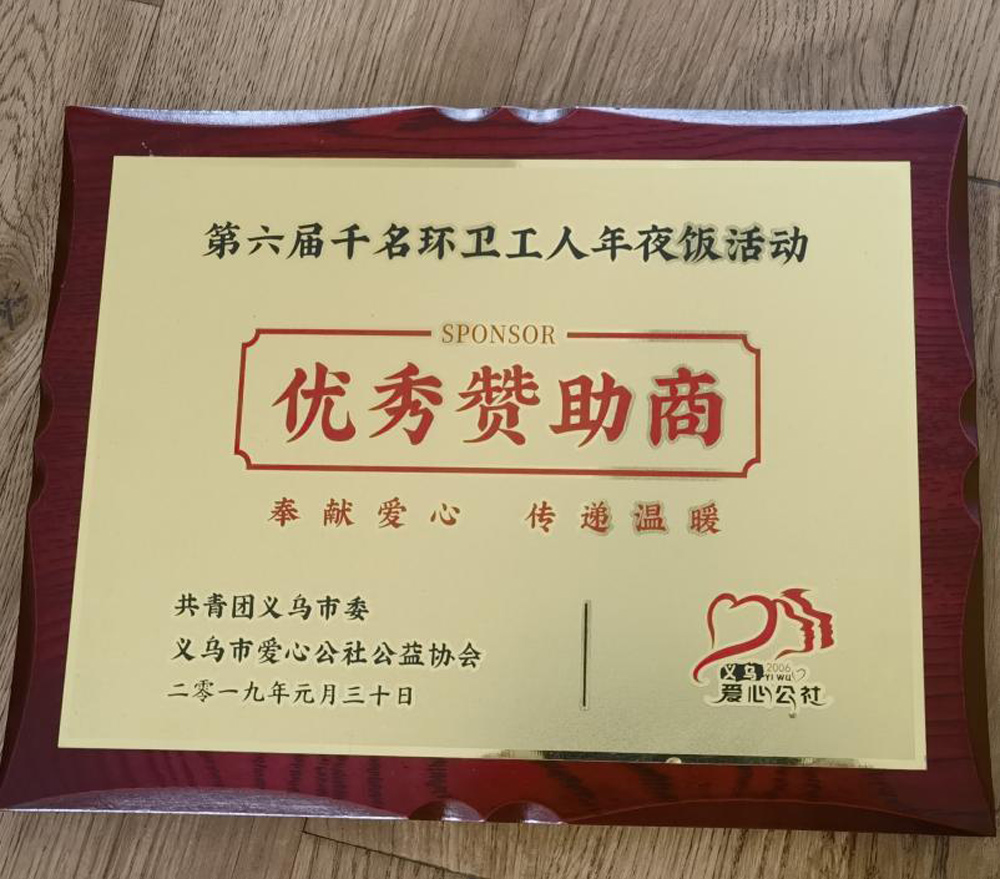 第六届千名环卫工人年夜饭活动
SPONSOR
优秀赞助商
奉献爱心 传递温暖
共青团义乌市委
义乌市爱心公社公益协会
二零一九年元月三十日
义乌 2006 YI WU
爱心公社